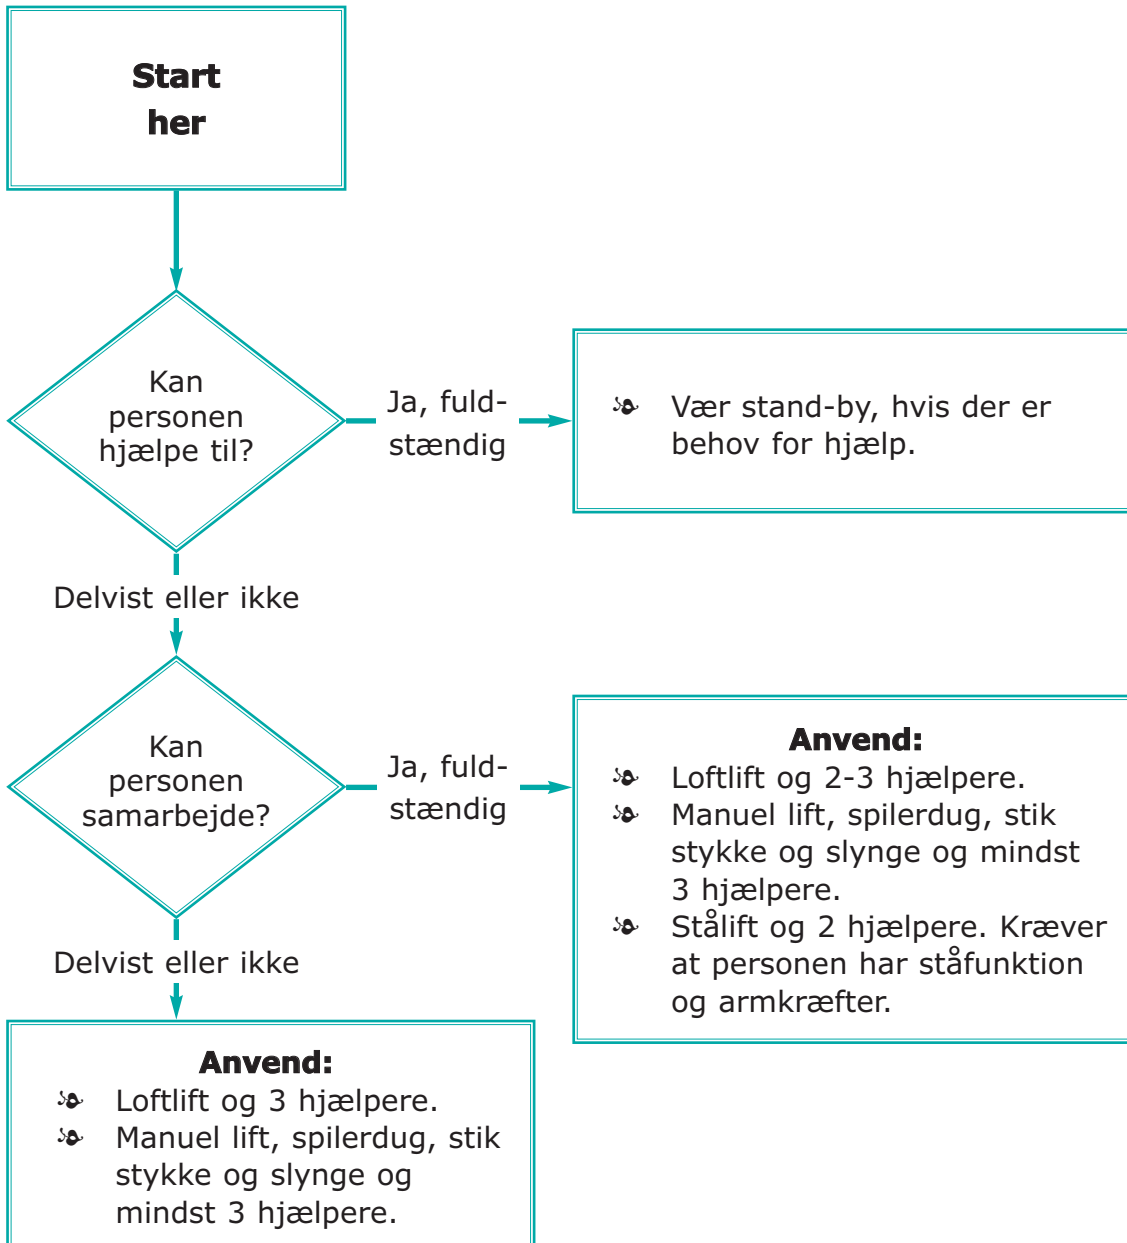 Start
her
Kan
personen
hjælpe til?
Ja, fuld-
stændig
Vær stand-by, hvis der er
behov for hjælp.
Delvist eller ikke
Kan
personen
samarbejde?
Ja, fuld-
stændig
Anvend:
Loftlift og 2-3 hjælpere.
Manuel lift, spilerdug, stik
stykke og slynge og mindst
3 hjælpere.
Stålift og 2 hjælpere. Kræver
at personen har ståfunktion
og armkræfter.
Delvist eller ikke
Anvend:
Loftlift og 3 hjælpere.
Manuel lift, spilerdug, stik
stykke og slynge og
mindst 3 hjælpere.